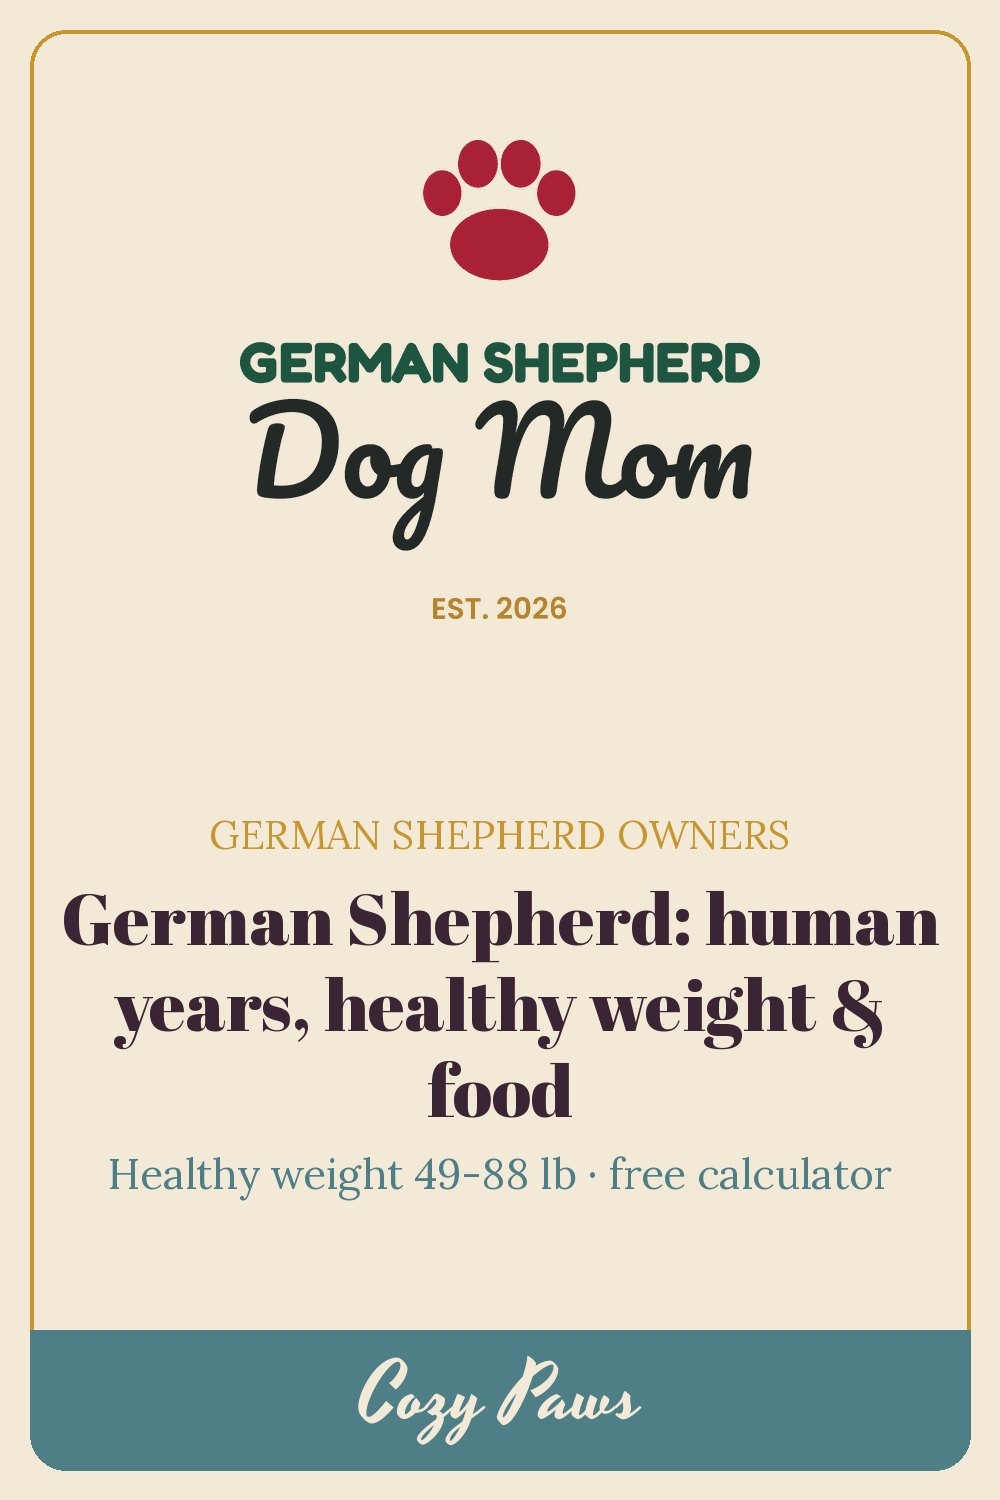 GERMAN SHEPHERD
Dog Mom
EST. 2026
GERMAN SHEPHERD OWNERS
German Shepherd: human
years, healthy weight &
food
Healthy weight 49-88 lb · free calculator
Cozy Paws